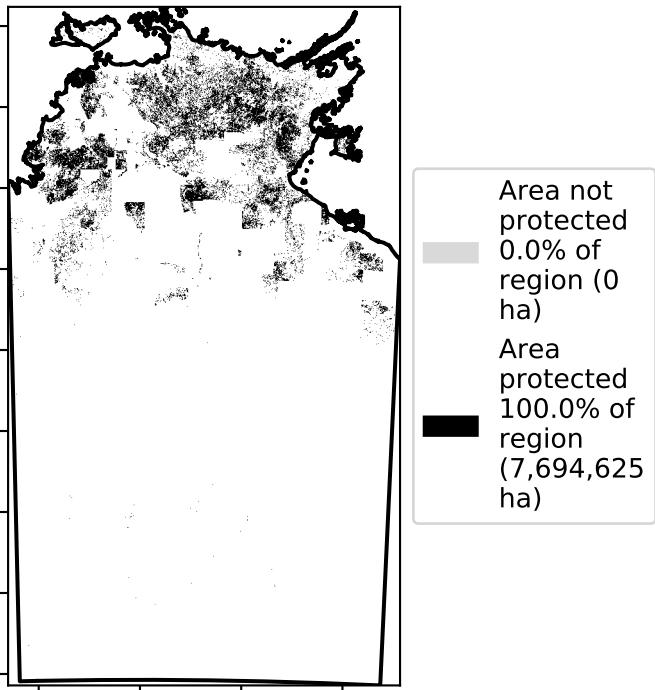 Area not
protected
0.0% of
region (0
ha)
Area
protected
100.0% of
region
(7,694,625
ha)